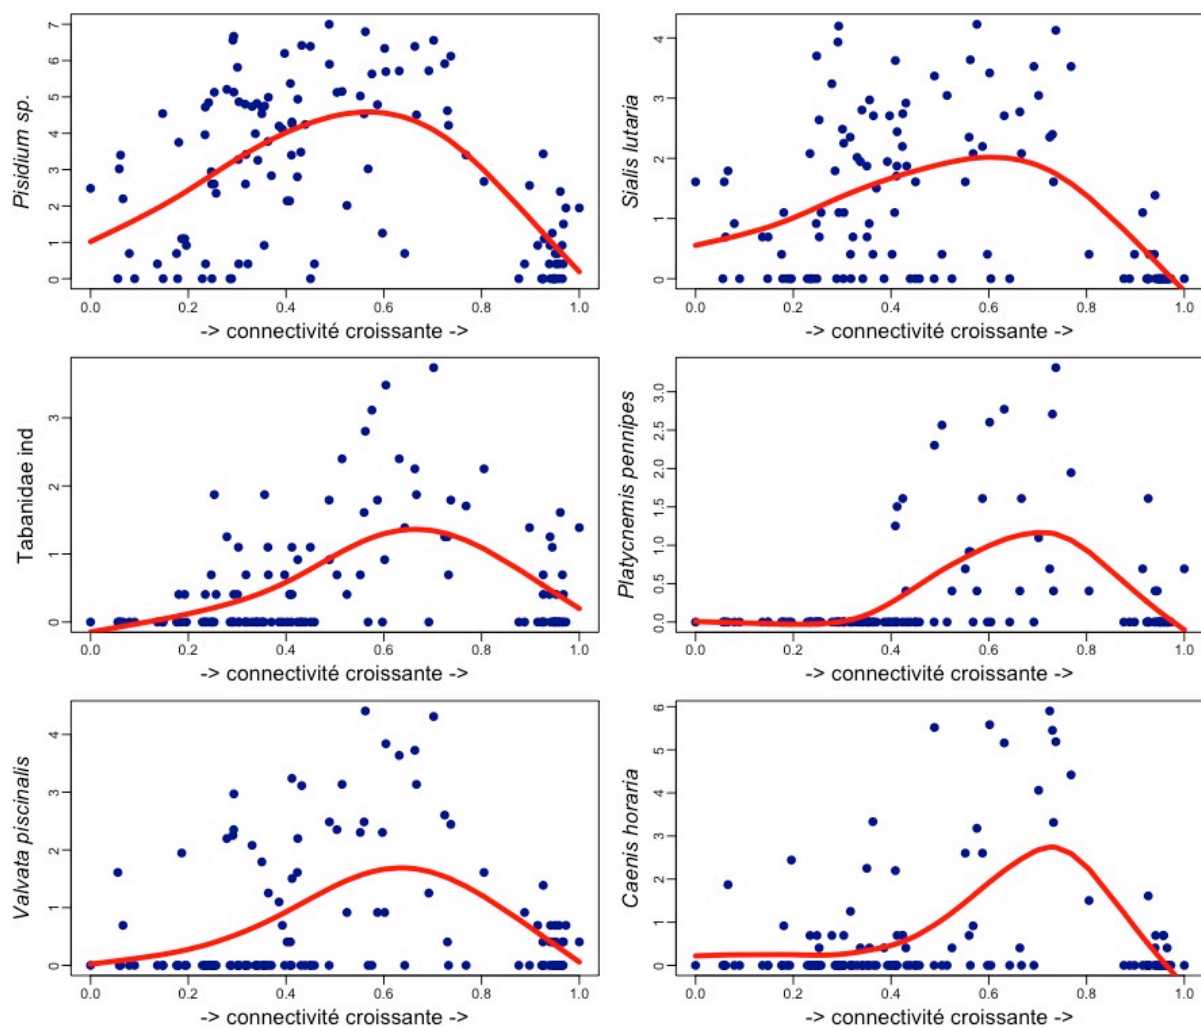 Pisidium sp.
7
6
5
4
3
2
1
0
0.0 0.2 0.4 0.6 0.8 1.0
-> connectivité croissante ->
Sialis lutaria
4
3
2
1
0
0.0 0.2 0.4 0.6 0.8 1.0
-> connectivité croissante ->
Tabanidae ind
3
2
1
0
0.0 0.2 0.4 0.6 0.8 1.0
-> connectivité croissante ->
Platycnemis pennipes
3.0
2.5
2.0
1.5
1.0
0.5
0.0
0.0 0.2 0.4 0.6 0.8 1.0
-> connectivité croissante ->
Valvata piscinalis
4
3
2
1
0
0.0 0.2 0.4 0.6 0.8 1.0
-> connectivité croissante ->
Caenis horaria
6
5
4
3
2
1
0
0.0 0.2 0.4 0.6 0.8 1.0
-> connectivité croissante ->